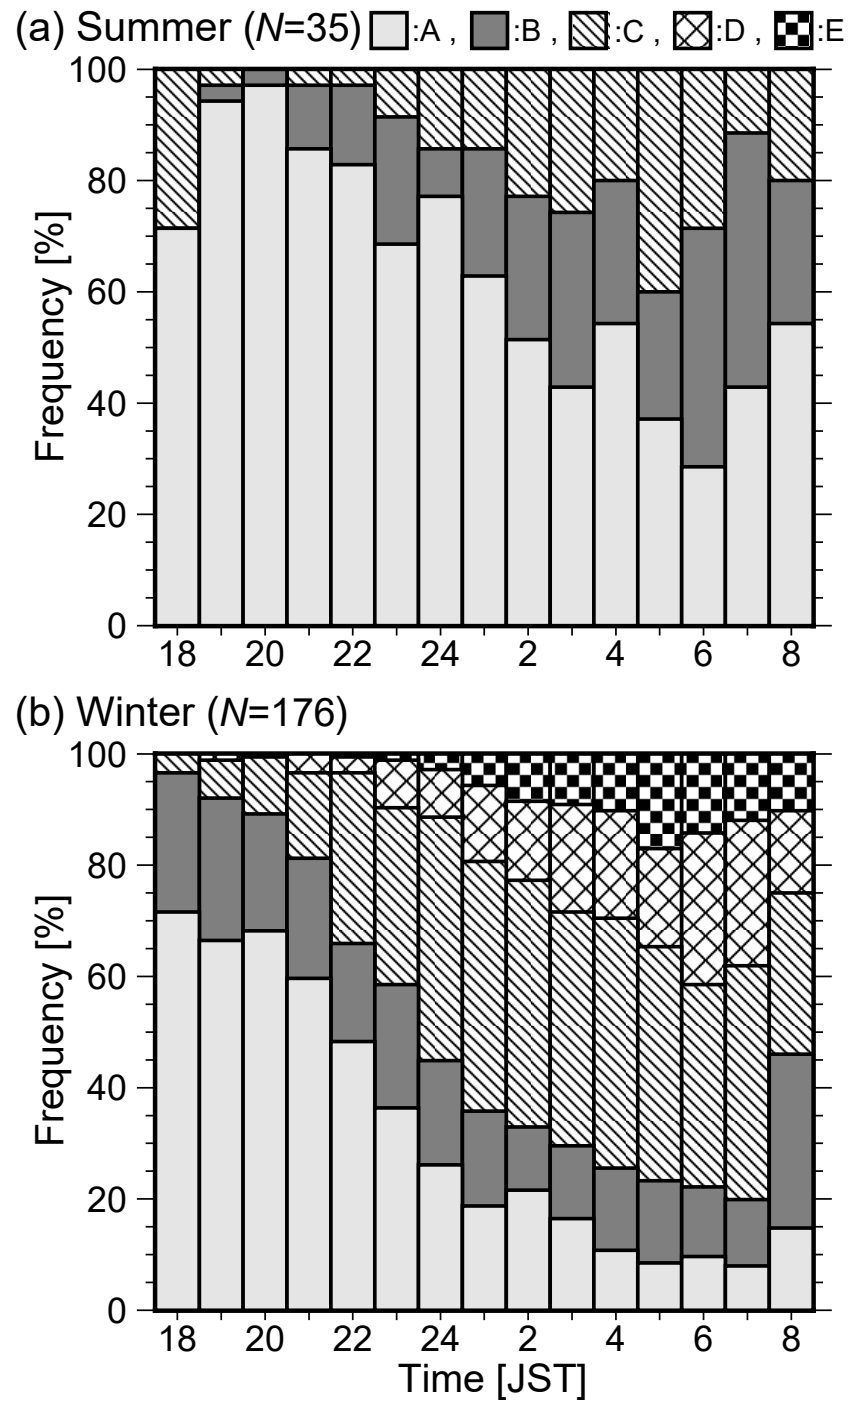 (a) Summer (N=35) :A , :B , :C , :D , :E
100
80
60
40
20
0
Frequency [%]
18 20 22 24 2 4 6 8
(b) Winter (N=176)
100
80
60
40
20
0
Frequency [%]
18 20 22 24 2 4 6 8
Time [JST]